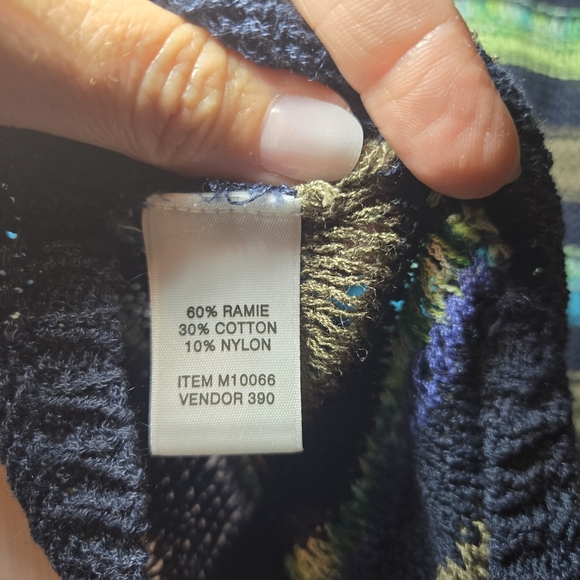 60% RAMIE
30% COTTON
10% NYLON
ITEM M10066
VENDOR 390